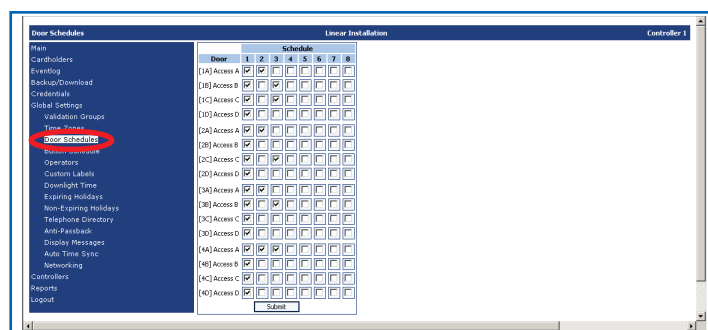 Door Schedules Linear Installation Controller 1
Main
Cardholders
Eventlog
Backup/Download
Credentials
Global Settings
Validation Groups
Time Zones
Door Schedules
Button Schedule
Operators
Custom Labels
Downlight Time
Expiring Holidays
Non-Expiring Holidays
Telephone Directory
Anti-Passback
Display Messages
Auto Time Sync
Networking
Controllers
Reports
Logout
Schedule
Door 1 2 3 4 5 6 7 8
[1A] Access A
[1B] Access B
[1C] Access C
[1D] Access D
[2A] Access A
[2B] Access B
[2C] Access C
[2D] Access D
[3A] Access A
[3B] Access B
[3C] Access C
[3D] Access D
[4A] Access A
[4B] Access B
[4C] Access C
[4D] Access D
Submit